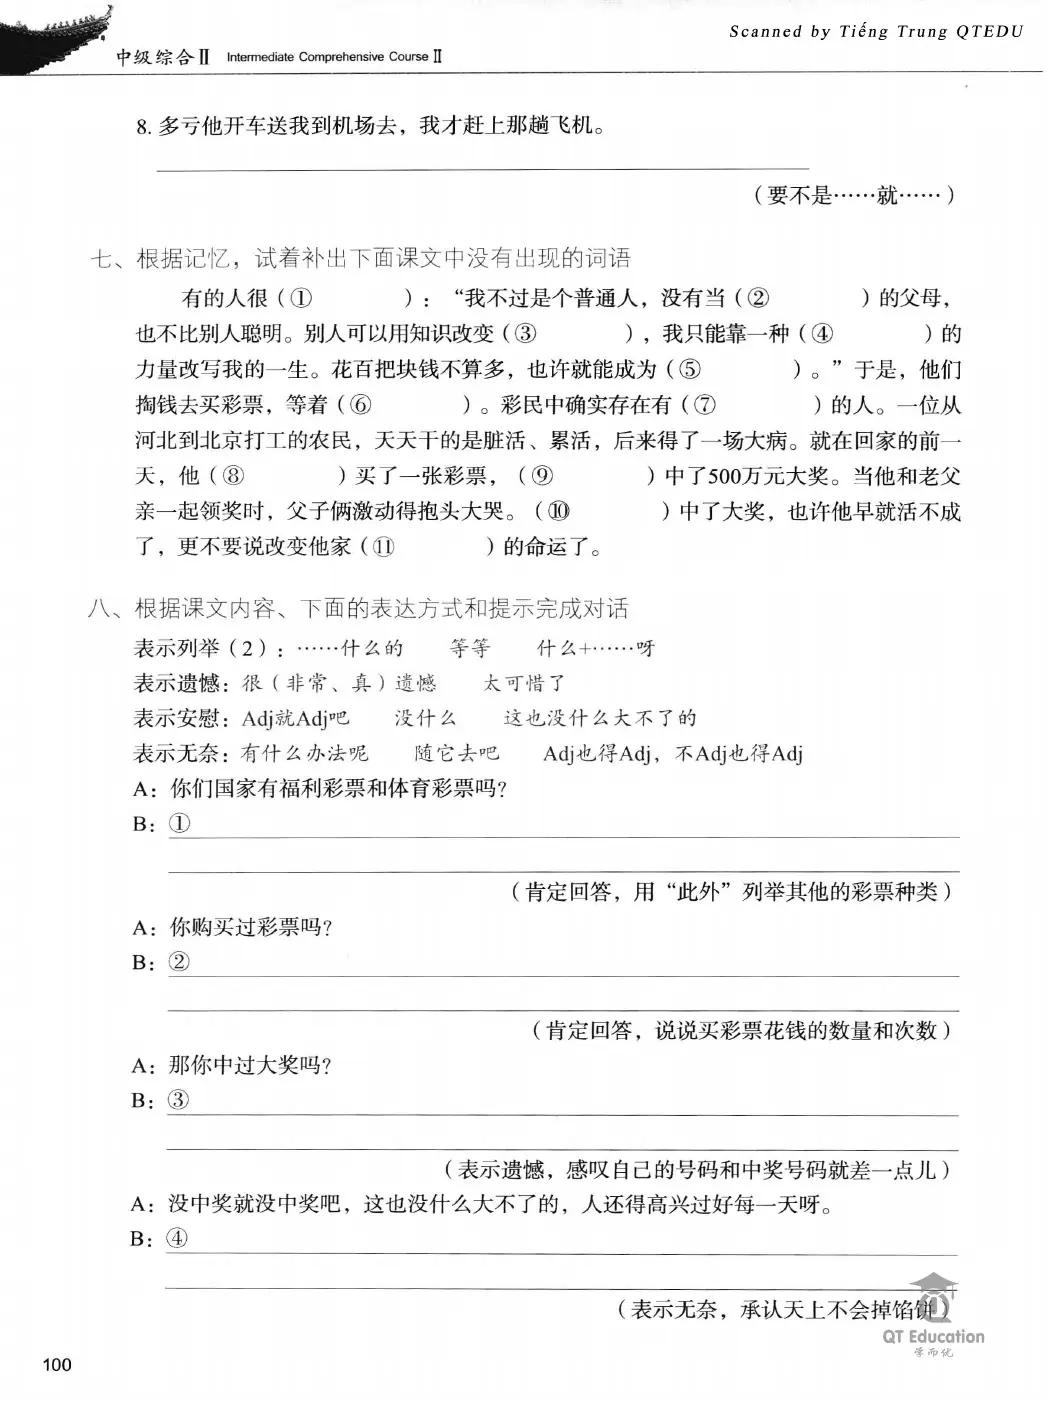 Scanned by Tiếng Trung QTEDU
中级综合Ⅱ Intermediate Comprehensive Course Ⅱ
8. 多亏他开车送我到机场去，我才赶上那趟飞机。
（要不是……就……）
七、根据记忆，试着补出下面课文中没有出现的词语
有的人很（① ）：“我不过是个普通人，没有当（② ）的父母，
也不比别人聪明。别人可以用知识改变（③ ），我只能靠一种（④ ）的
力量改写我的一生。花百把块钱不算多，也许就能成为（⑤ ）。”于是，他们
掏钱去买彩票，等着（⑥ ）。彩民中确实存在有（⑦ ）的人。一位从
河北到北京打工的农民，天天干的是脏活、累活，后来得了一场大病。就在回家的前一
天，他（⑧ ）买了一张彩票，（⑨ ）中了500万元大奖。当他和老父
亲一起领奖时，父子俩激动得抱头大哭。（⑩ ）中了大奖，也许他早就活不成
了，更不要说改变他家（⑪ ）的命运了。
八、根据课文内容、下面的表达方式和提示完成对话
表示列举（2）：……什么的 等等 什么+……呀
表示遗憾：很（非常、真）遗憾 太可惜了
表示安慰：Adj就Adj吧 没什么 这也没什么大不了的
表示无奈：有什么办法呢 随它去吧 Adj也得Adj，不Adj也得Adj
A：你们国家有福利彩票和体育彩票吗？
B：①
（肯定回答，用“此外”列举其他的彩票种类）
A：你购买过彩票吗？
B：②
（肯定回答，说说买彩票花钱的数量和次数）
A：那你中过大奖吗？
B：③
（表示遗憾，感叹自己的号码和中奖号码就差一点儿）
A：没中奖就没中奖吧，这也没什么大不了的，人还得高兴过好每一天呀。
B：④
（表示无奈，承认天上不会掉馅饼）
QT Education
学而优
100